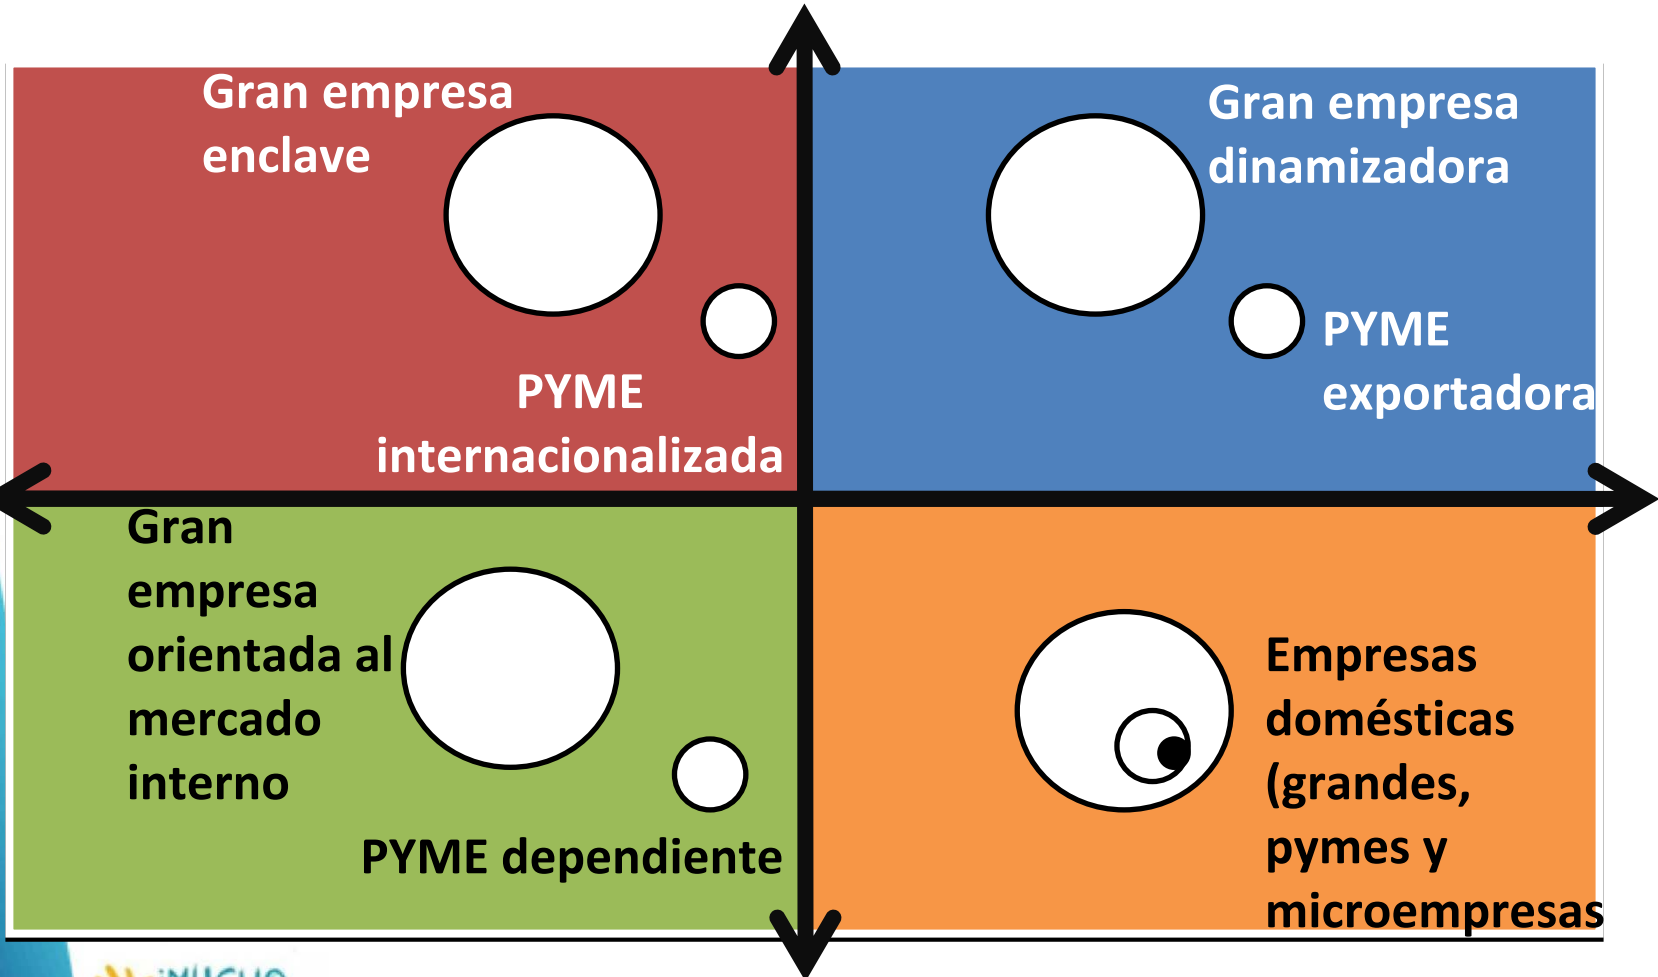 Gran empresa
enclave
PYME
internacionalizada
Gran empresa
dinamizadora
PYME
exportadora
Gran
empresa
orientada al
mercado
interno
PYME dependiente
Empresas
domésticas
(grandes,
pymes y
microempresas